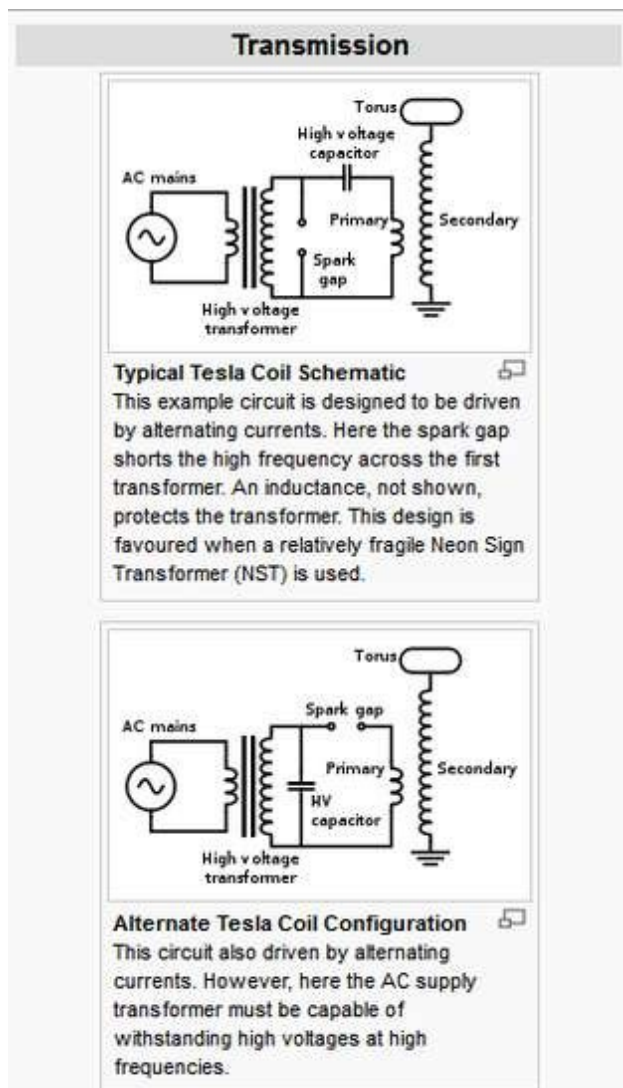 Transmission
Torus
High voltage
capacitor
AC mains
Primary
Secondary
Spark
gap
High voltage
transformer
Typical Tesla Coil Schematic
This example circuit is designed to be driven
by alternating currents. Here the spark gap
shorts the high frequency across the first
transformer. An inductance, not shown,
protects the transformer. This design is
favoured when a relatively fragile Neon Sign
Transformer (NST) is used.
Torus
Spark gap
AC mains
Primary
Secondary
HV
capacitor
High voltage
transformer
Alternate Tesla Coil Configuration
This circuit also driven by alternating
currents. However, here the AC supply
transformer must be capable of
withstanding high voltages at high
frequencies.